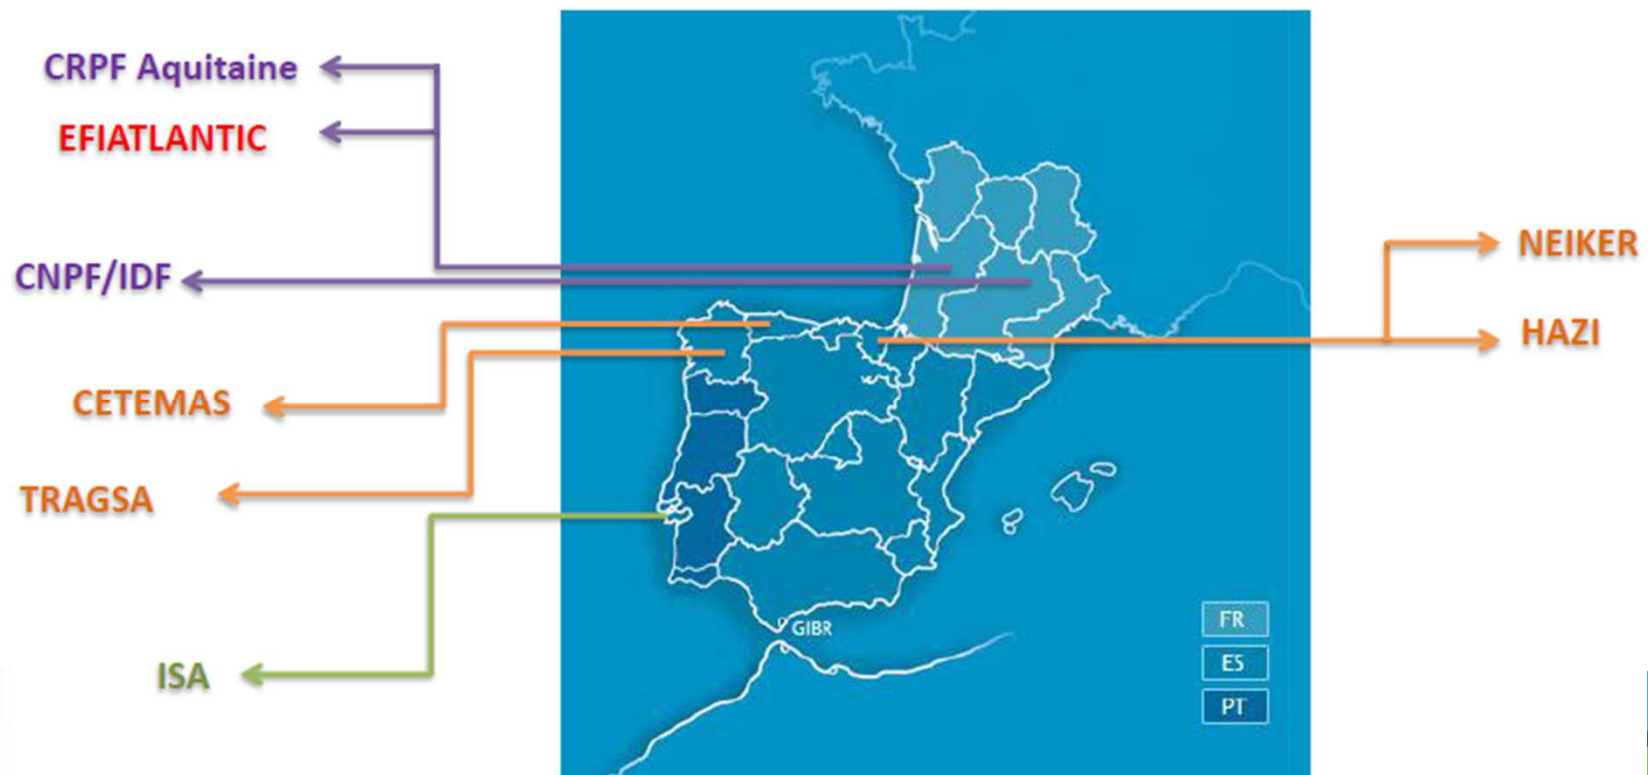 CRPF Aquitaine
EFIATLANTIC
CNPF/IDF
CETEMAS
TRAGSA
ISA
NEIKER
HAZI
GIBR
FR
ES
PT